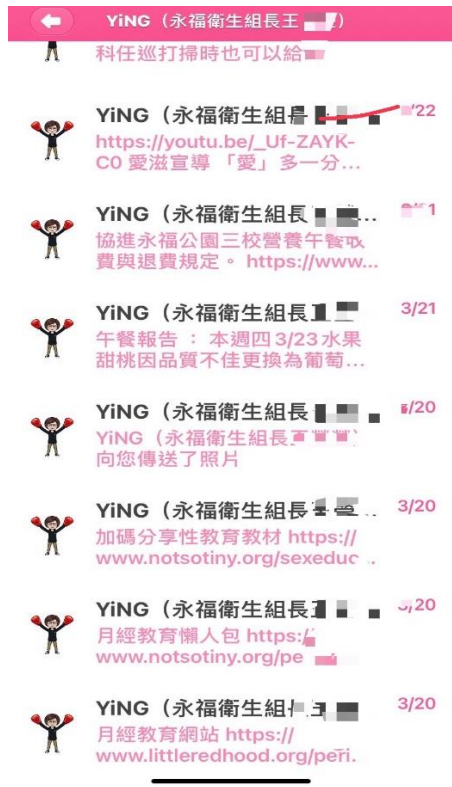 YiNG（永福衛生組長王
科任巡打掃時也可以給
YiNG（永福衛生組長
/22
https://youtu.be/_Uf-ZAYK-
C0 愛滋宣導 「愛」多一分...
YiNG（永福衛生組長 ...
協進永福公園三校營養午餐收
費與退費規定。 https://www...
YiNG（永福衛生組長王
3/21
午餐報告 ： 本週四 3/23 水果
甜桃因品質不佳更換為葡萄...
YiNG（永福衛生組長
/20
YiNG（永福衛生組長王
向您傳送了照片
YiNG（永福衛生組長
3/20
加碼分享性教育教材 https://
www.notsotiny.org/sexeduc
YiNG（永福衛生組長
/20
月經教育懶人包 https:/
www.notsotiny.org/pe
YiNG（永福衛生組
3/20
月經教育網站 https://
www.littleredhood.org/peri.